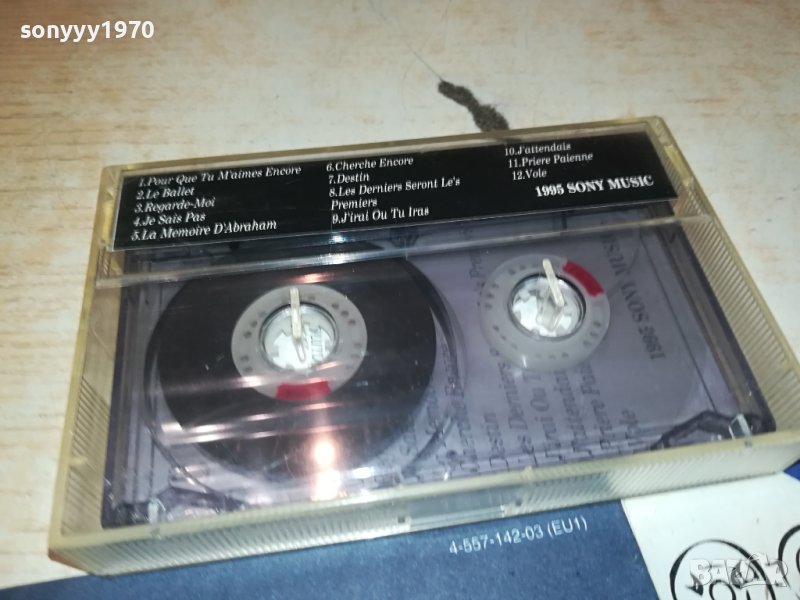 sonyyy1970
1.Pour Que Tu M'aimes Encore
2.Le Ballet
3.Regarde-Moi
4.Je Sais Pas
5.La Memoire D'Abraham
6.Cherche Encore
7.Destin
8.Les Derniers Seront Le's
Premiers
9.J'irai Ou Tu Iras
10.J'attendais
11.Priere Paienne
12.Vole
1995 SONY MUSIC
4-557-142-03 (EU1)